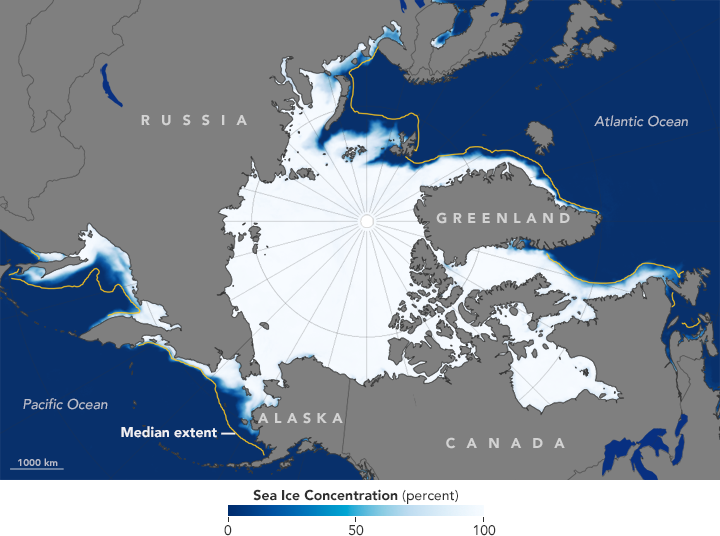 RUSSIA
Atlantic Ocean
GREENLAND
Pacific Ocean
ALASKA
Median extent
CANADA
1000 km
Sea Ice Concentration (percent)
0 50 100